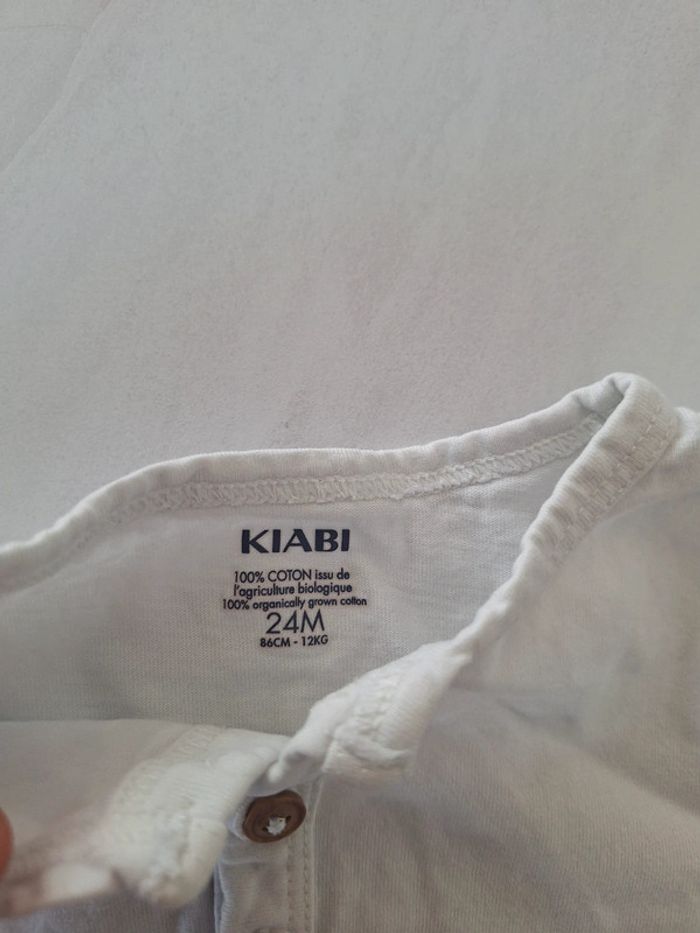 KIABI
100% COTON issu de
l'agriculture biologique
100% organically grown cotton
24M
86CM - 12KG